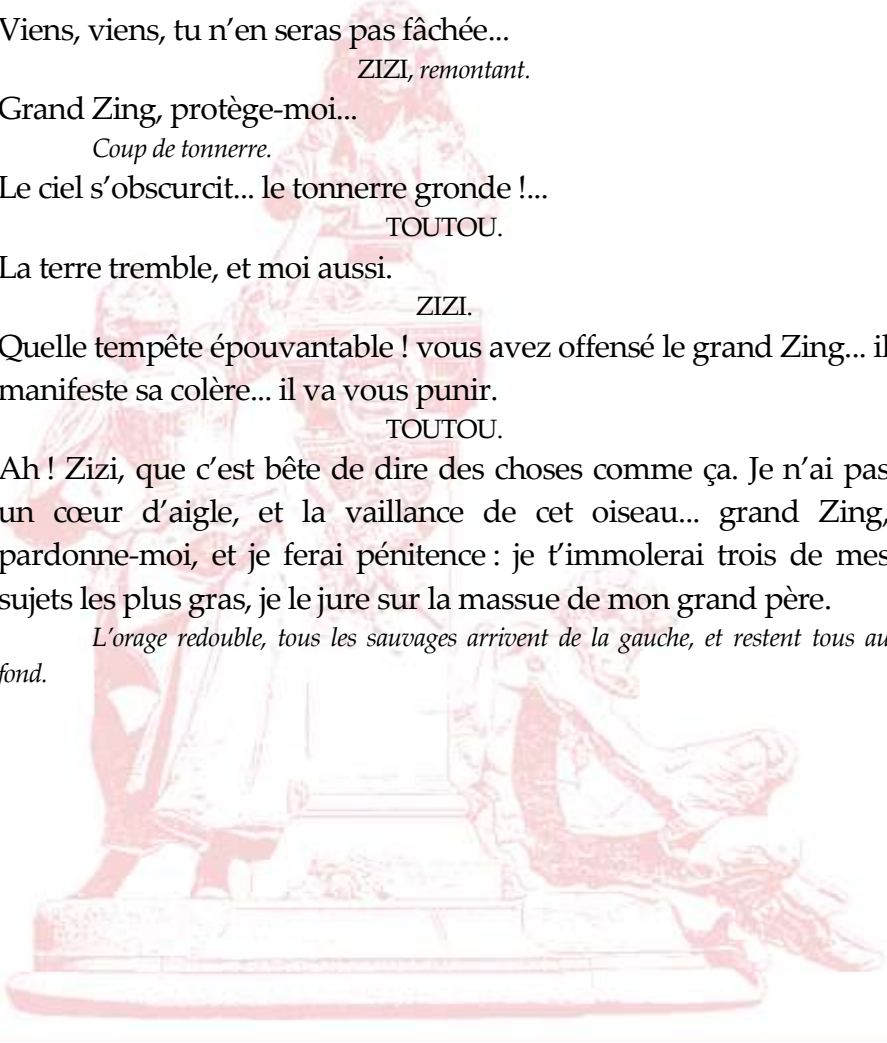 Viens, viens, tu n’en seras pas fâchée...
ZIZI, remontant.
Grand Zing, protège-moi...
Coup de tonnerre.
Le ciel s’obscurcit... le tonnerre gronde !...
TOUTOU.
La terre tremble, et moi aussi.
ZIZI.
Quelle tempête épouvantable ! vous avez offensé le grand Zing... il
manifeste sa colère... il va vous punir.
TOUTOU.
Ah ! Zizi, que c’est bête de dire des choses comme ça. Je n’ai pas
un cœur d’aigle, et la vaillance de cet oiseau... grand Zing,
pardonne-moi, et je ferai pénitence : je t’immolerai trois de mes
sujets les plus gras, je le jure sur la massue de mon grand père.
L’orage redouble, tous les sauvages arrivent de la gauche, et restent tous au
fond.